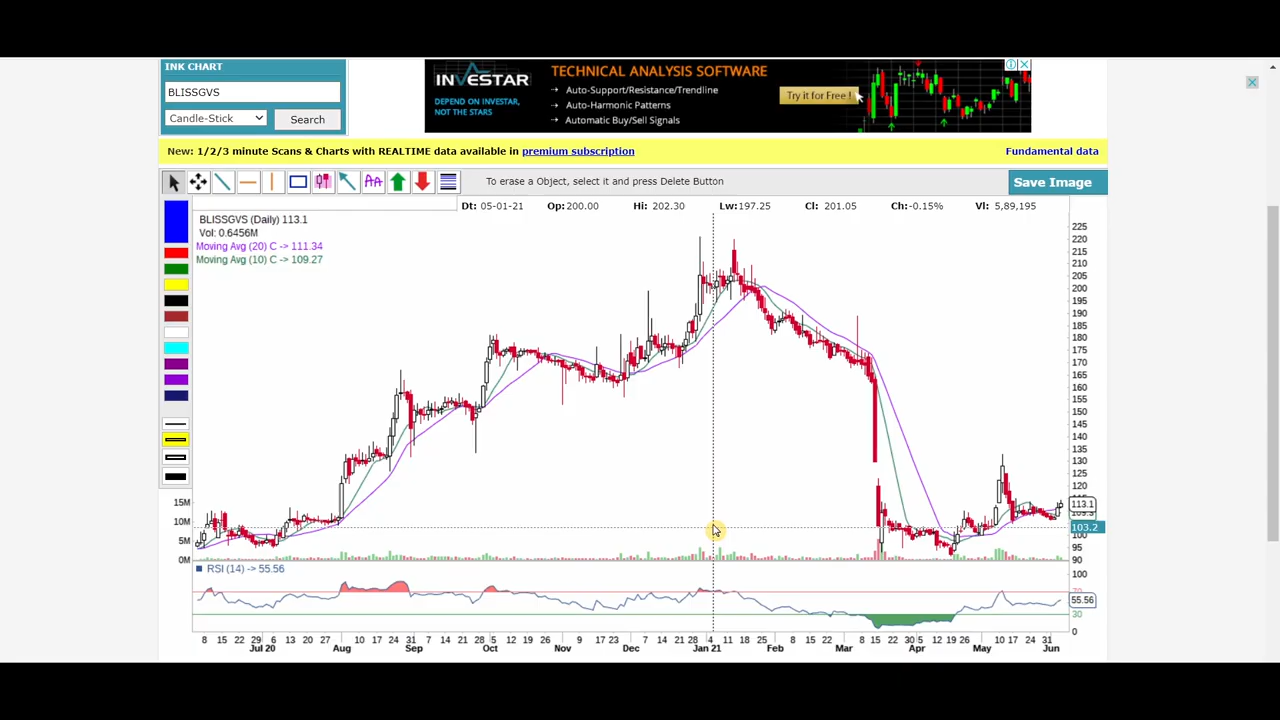 INK CHART
BLISSGVS
Candle-Stick Search
INVESTAR
DEPEND ON INVESTAR,
NOT THE STARS
TECHNICAL ANALYSIS SOFTWARE
Auto-Support/Resistance/Trendline
Auto-Harmonic Patterns
Automatic Buy/Sell Signals
Try it for Free !
New: 1/2/3 minute Scans & Charts with REALTIME data available in premium subscription Fundamental data
To erase a Object, select it and press Delete Button Save Image
Dt: 05-01-21 Op:200.00 Hi: 202.30 Lw:197.25 Cl: 201.05 Ch:-0.15% Vl: 5,89,195
BLISSGVS (Daily) 113.1
Vol: 0.6456M
Moving Avg (20) C -> 111.34
Moving Avg (10) C -> 109.27
225
220
215
210
205
200
195
190
185
180
175
170
165
160
155
150
145
140
135
130
125
120
113.1
103.2
100
95
90
15M
10M
5M
0M
RSI (14) -> 55.56
100
55.56
30
0
8 15 22 29 6 13 20 27 10 17 24 31 7 14 21 28 5 12 19 26 9 17 23 7 14 21 28 4 11 18 25 8 15 22 8 15 22 30 5 12 19 26 10 17 24 31
Jul 20 Aug Sep Oct Nov Dec Jan 21 Feb Mar Apr May Jun